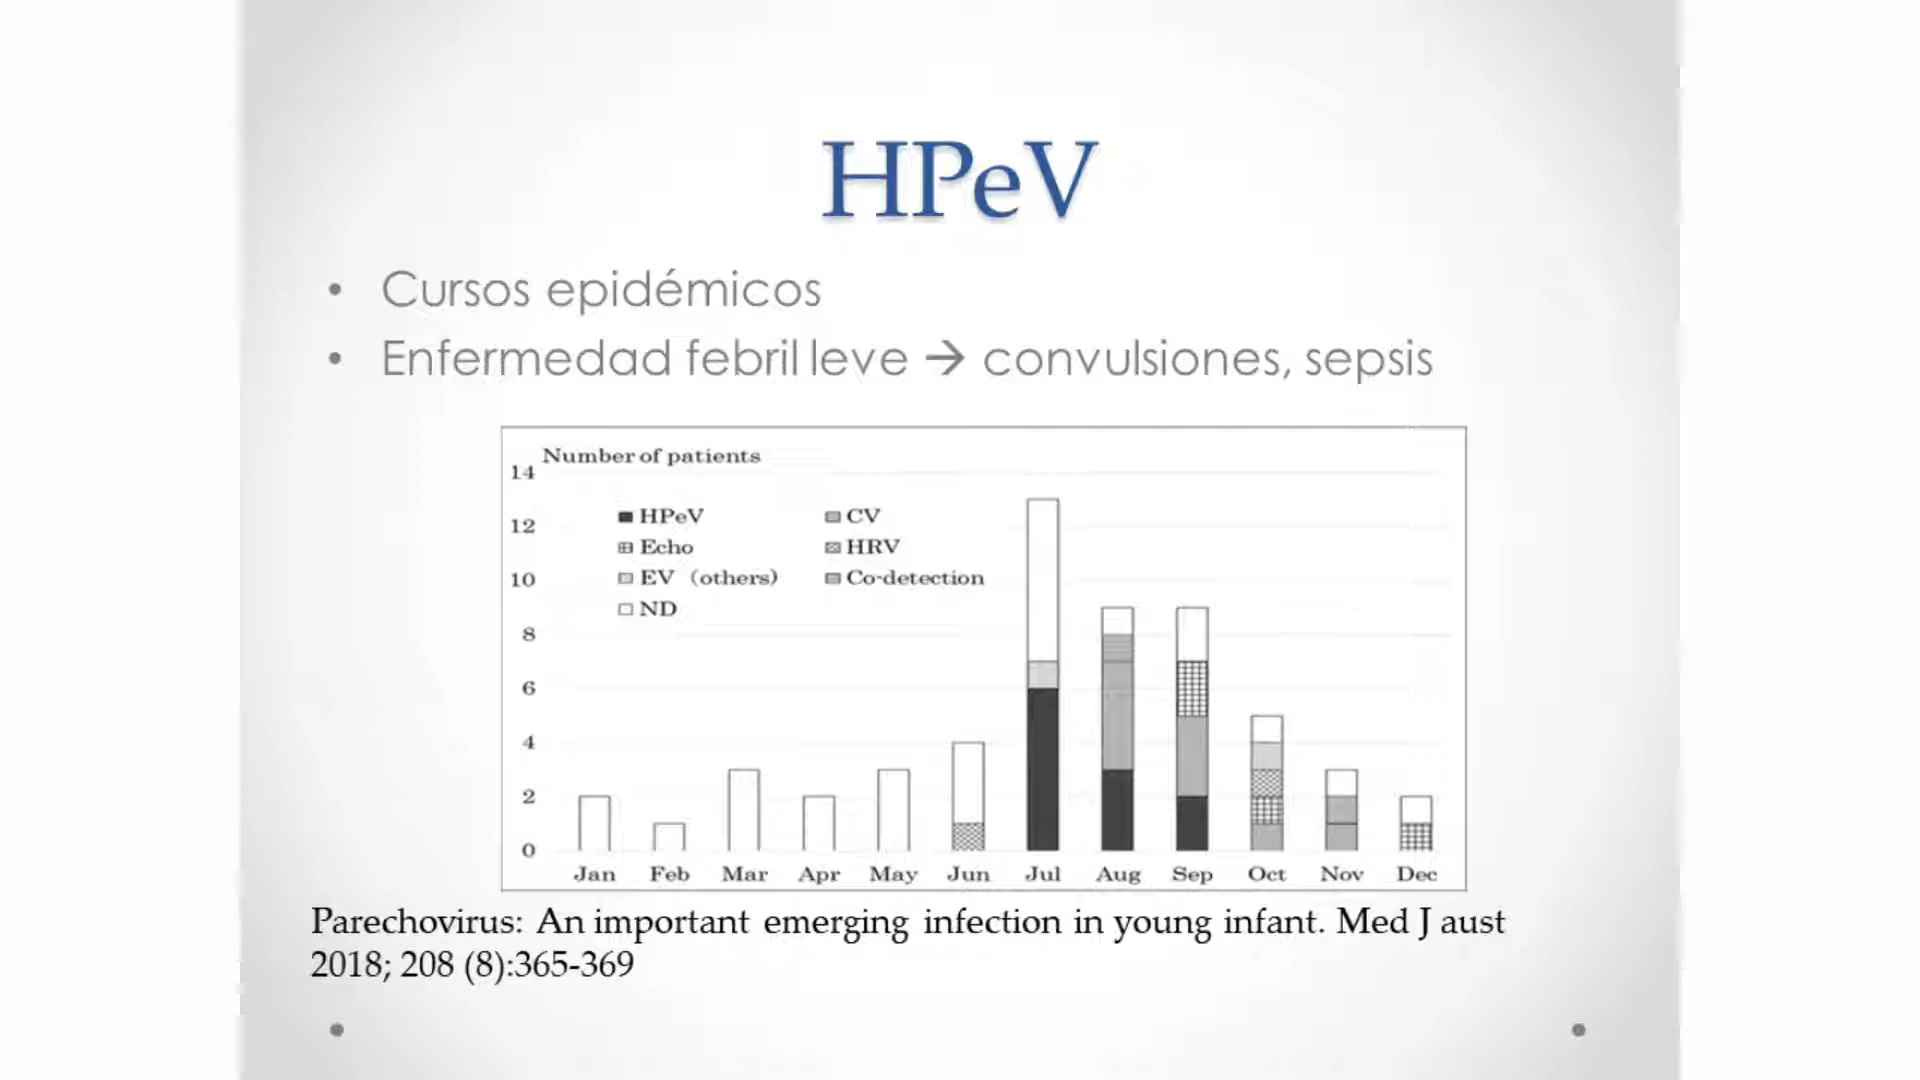 HPeV
• Cursos epidémicos
• Enfermedad febril leve → convulsiones, sepsis
Number of patients
14
12
10
8
6
4
2
0
HPeV
CV
Echo
HRV
EV (others)
Co-detection
ND
Jan Feb Mar Apr May Jun Jul Aug Sep Oct Nov Dec
Parechovirus: An important emerging infection in young infant. Med J aust
2018; 208 (8):365-369